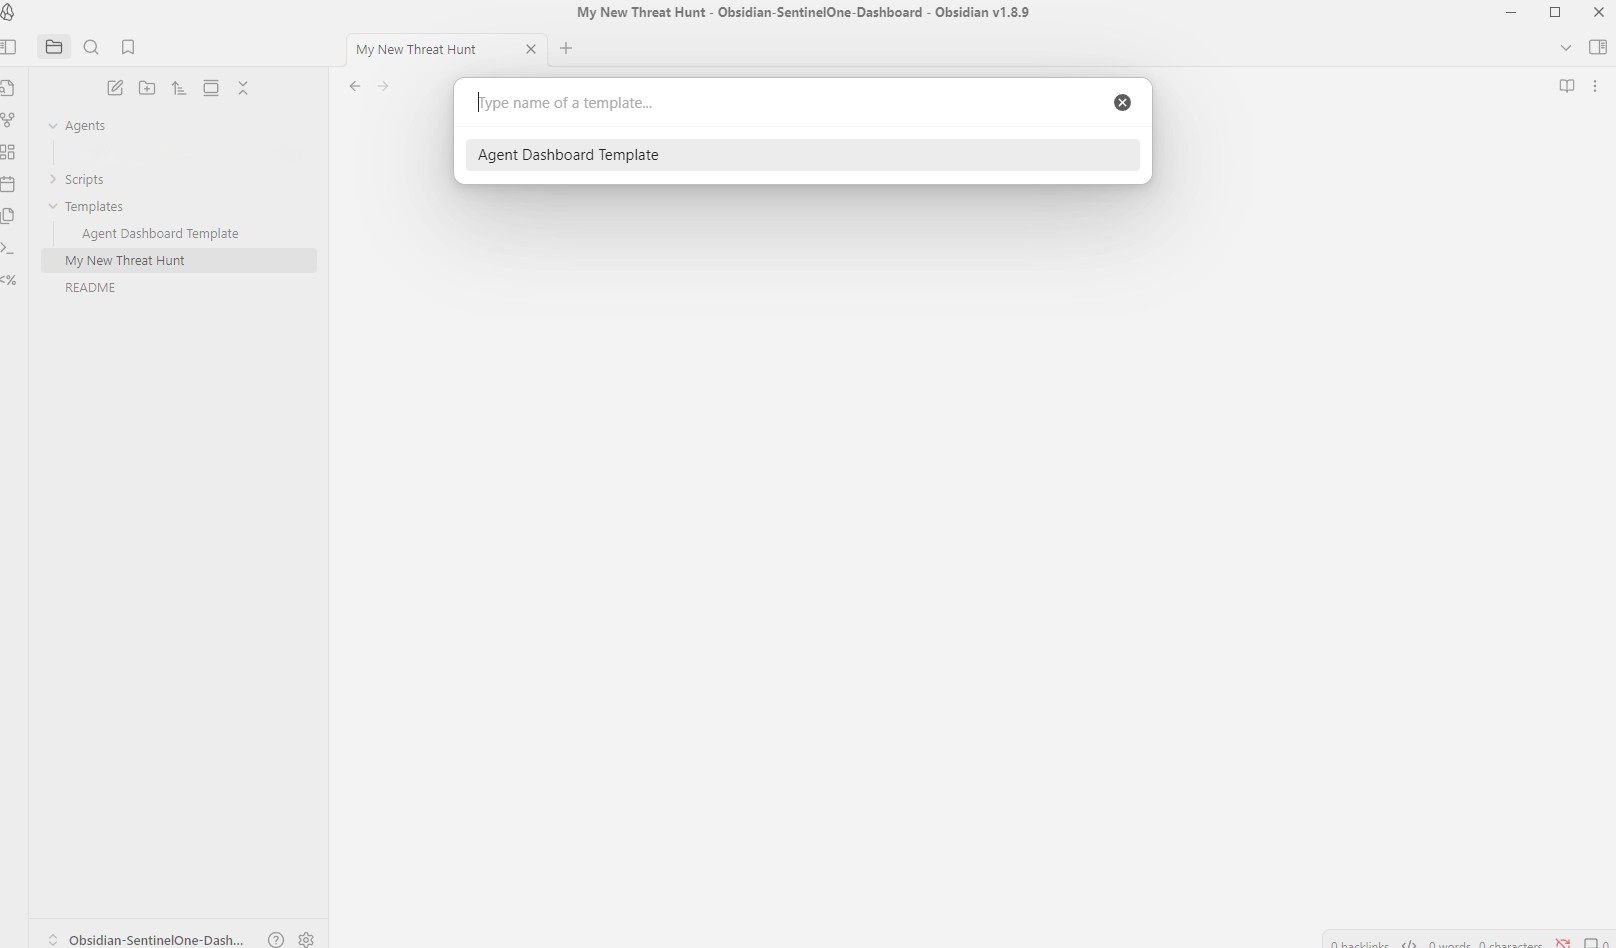 My New Threat Hunt - Obsidian-SentinelOne-Dashboard - Obsidian v1.8.9
My New Threat Hunt
Type name of a template...
Agent Dashboard Template
Agents
Scripts
Templates
Agent Dashboard Template
My New Threat Hunt
README
<%
Obsidian-SentinelOne-Dash...
0 backlinks </> 0 words 0 characters 0